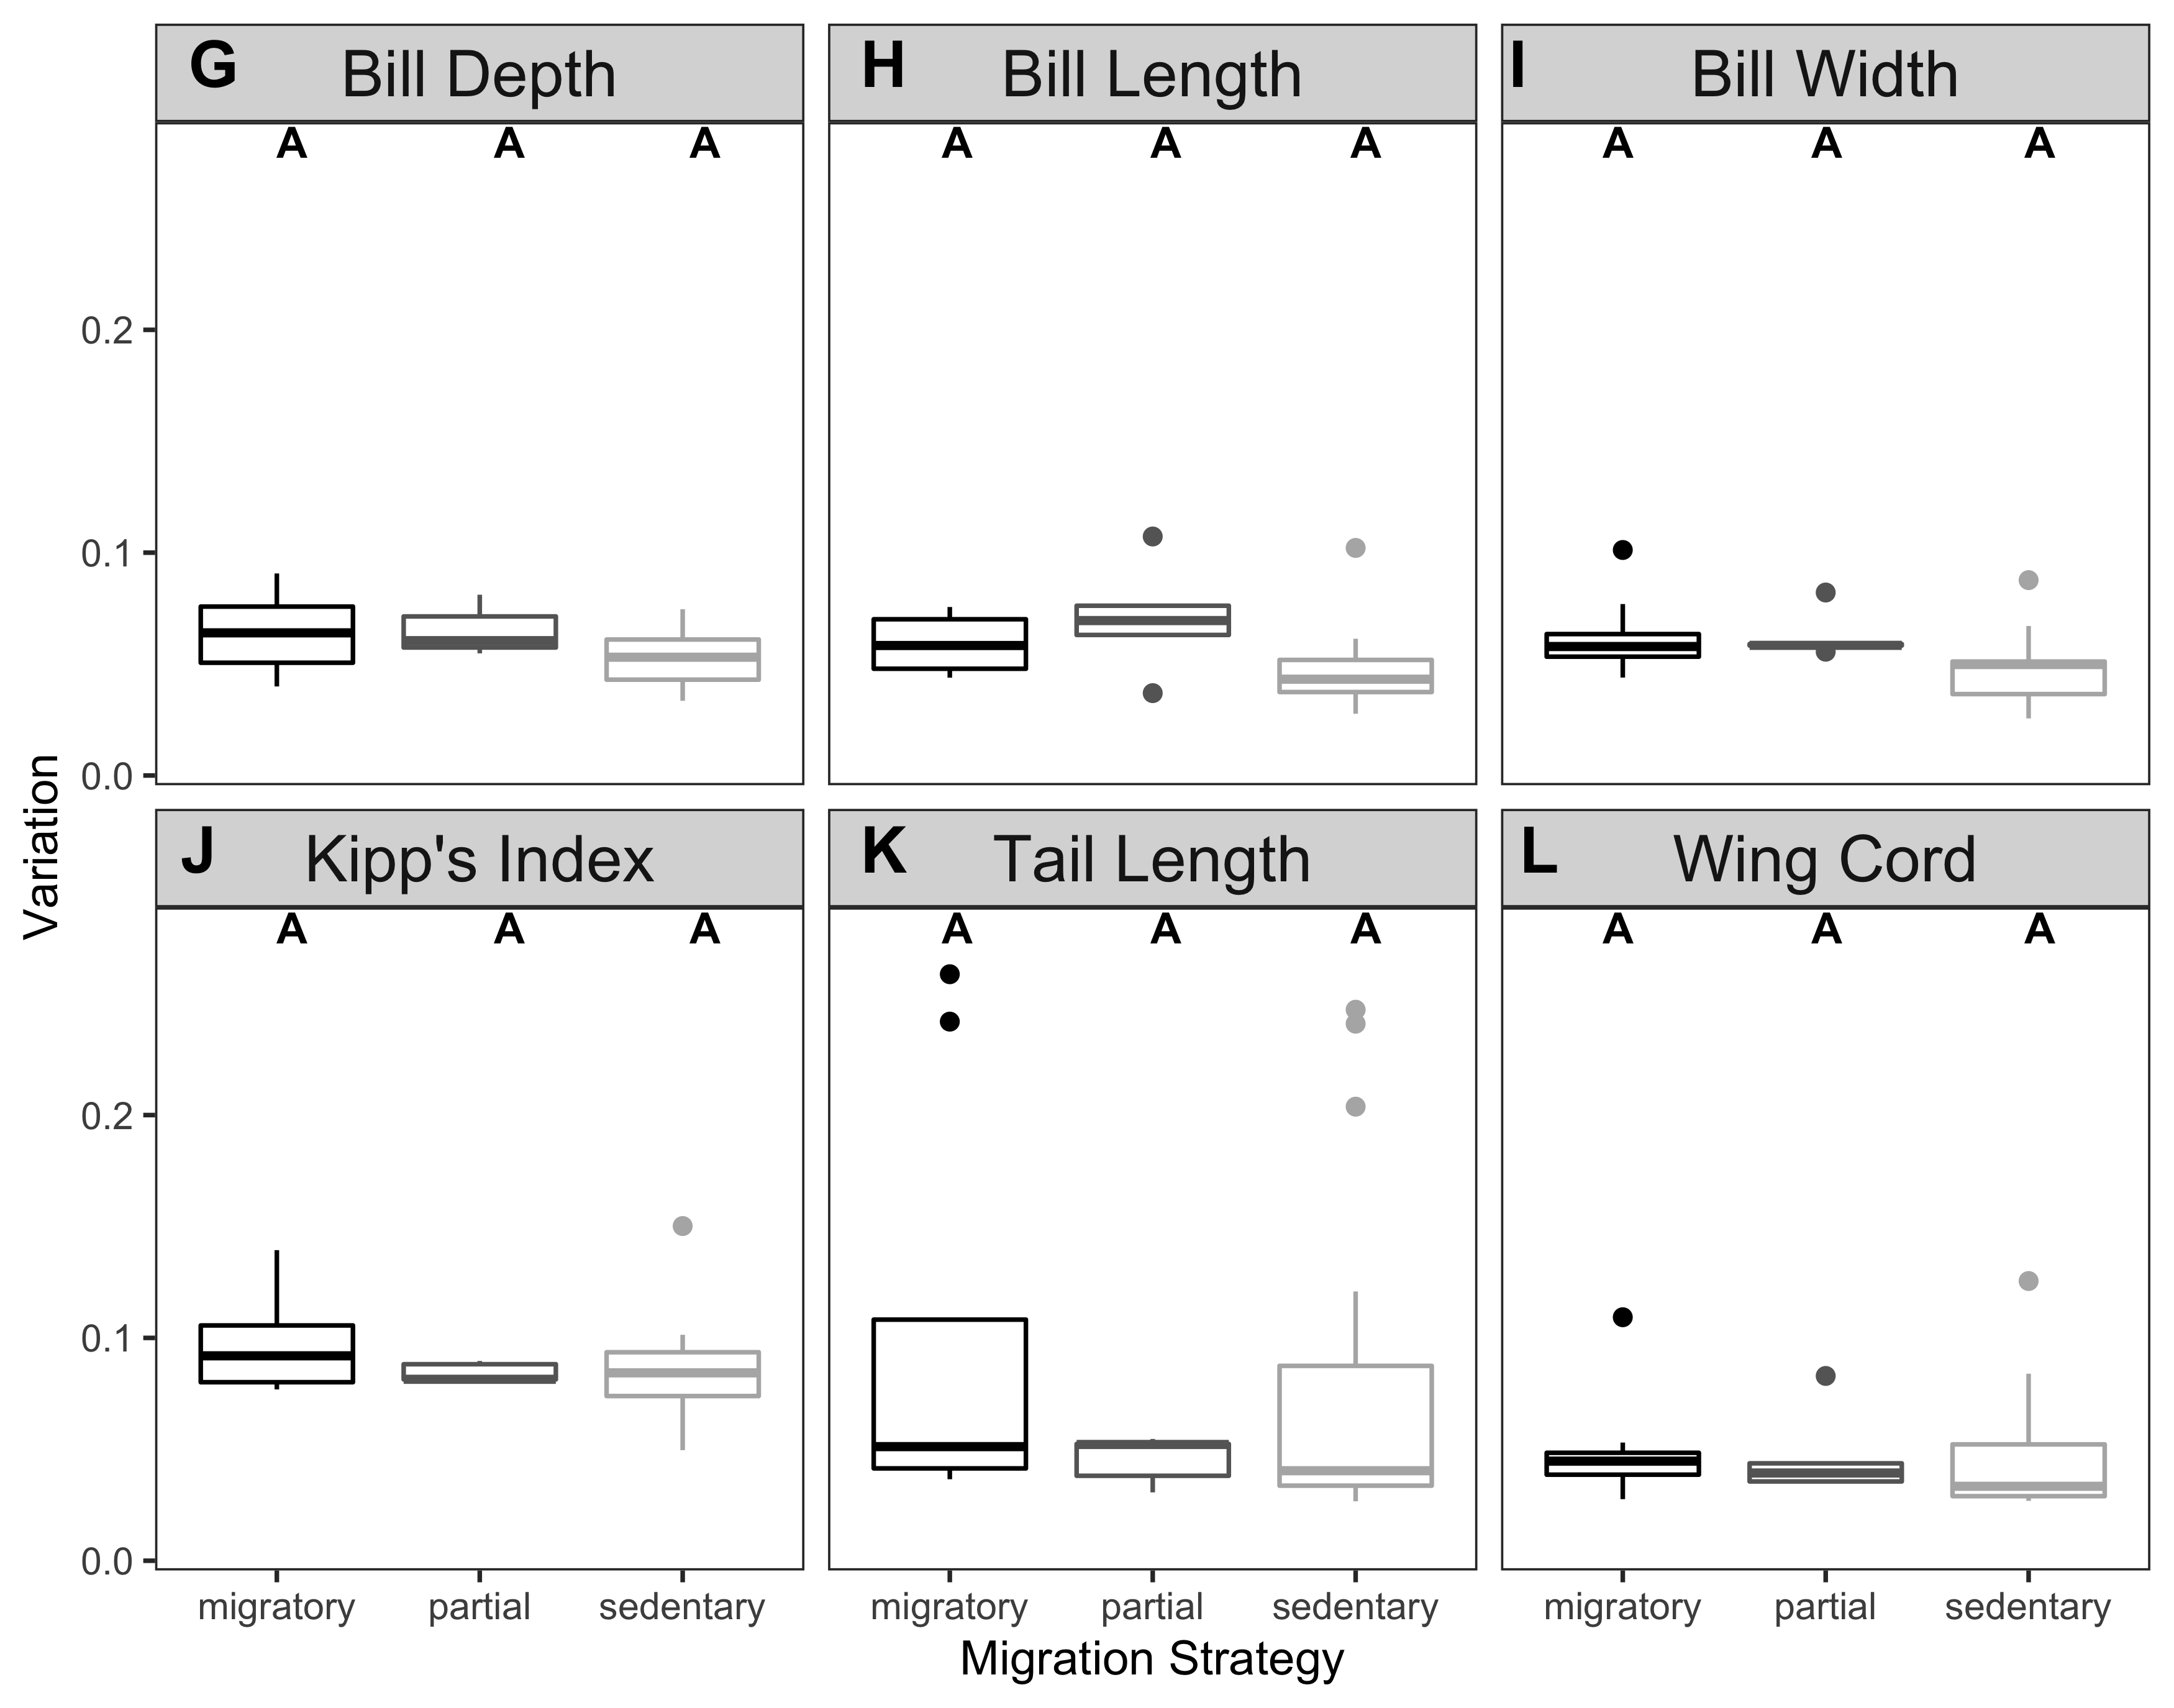 G Bill Depth
H Bill Length
I Bill Width
A A A
A A A
A A A
0.2
0.1
0.0
Variation
J Kipp's Index
K Tail Length
L Wing Cord
A A A
A A A
A A A
0.2
0.1
0.0
migratory partial sedentary
migratory partial sedentary
migratory partial sedentary
Migration Strategy